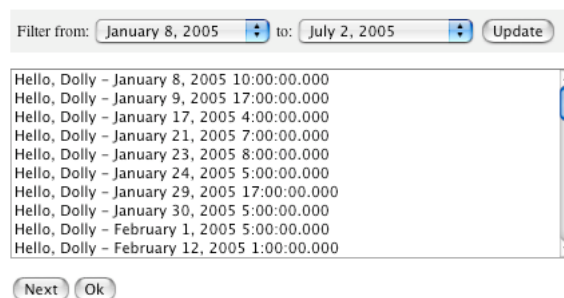 Filter from: January 8, 2005 to: July 2, 2005 Update
Hello, Dolly – January 8, 2005 10:00:00.000
Hello, Dolly – January 9, 2005 17:00:00.000
Hello, Dolly – January 17, 2005 4:00:00.000
Hello, Dolly – January 21, 2005 7:00:00.000
Hello, Dolly – January 23, 2005 8:00:00.000
Hello, Dolly – January 24, 2005 5:00:00.000
Hello, Dolly – January 29, 2005 17:00:00.000
Hello, Dolly – January 30, 2005 5:00:00.000
Hello, Dolly – February 1, 2005 5:00:00.000
Hello, Dolly – February 12, 2005 1:00:00.000
Next Ok